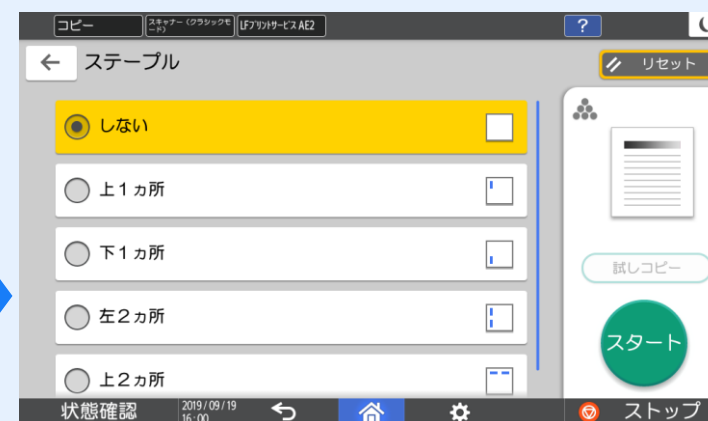 コピー
スキャナー (クラシックモード)
LFプリントサービス AE2
?
ステープル
リセット
しない
上1ヵ所
下1ヵ所
左2ヵ所
上2ヵ所
試しコピー
スタート
状態確認
2019/09/19
16:00
ストップ